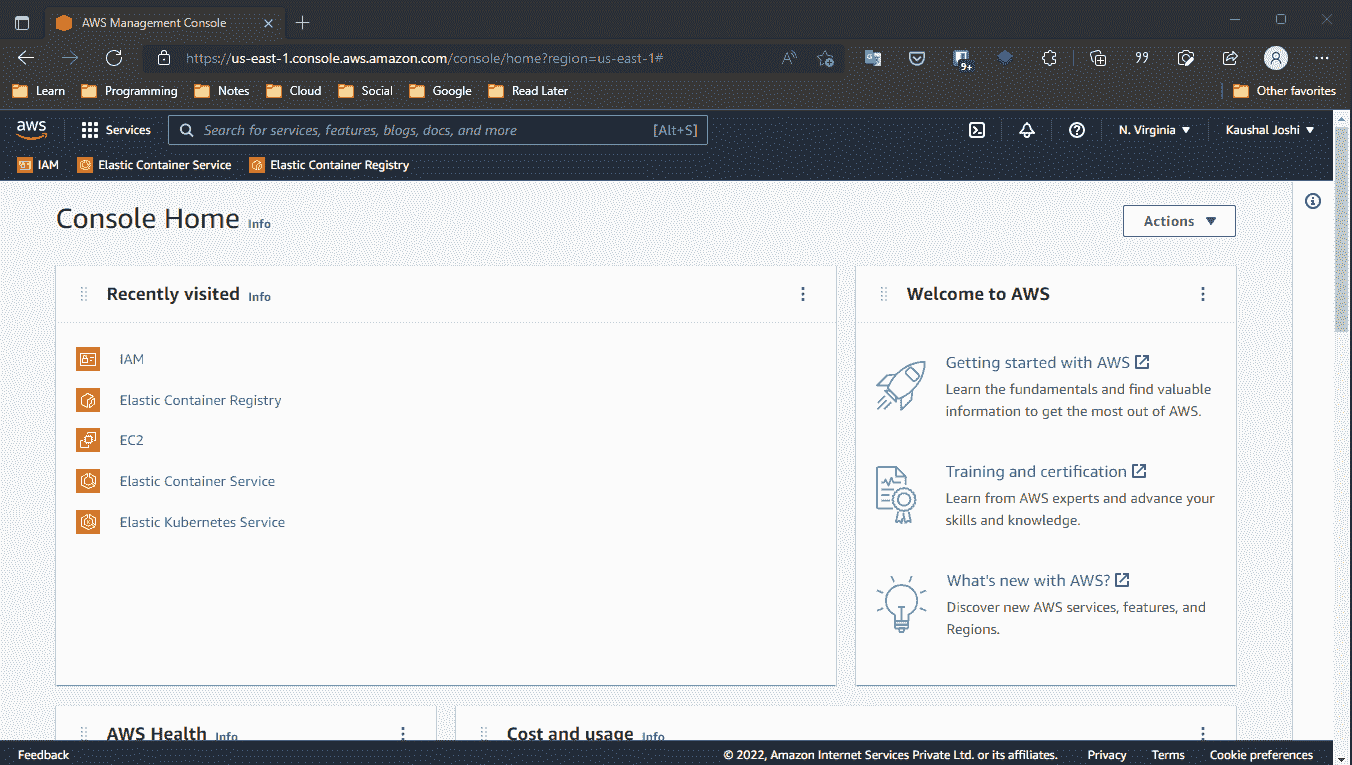 AWS Management Console
https://us-east-1.console.aws.amazon.com/console/home?region=us-east-1#
9+
Learn Programming Notes Cloud Social Google Read Later Other favorites
aws Services Search for services, features, blogs, docs, and more [Alt+S] N. Virginia Kaushal Joshi
IAM Elastic Container Service Elastic Container Registry
Console Home Info
Actions
Recently visited Info
IAM
Elastic Container Registry
EC2
Elastic Container Service
Elastic Kubernetes Service
Welcome to AWS
Getting started with AWS
Learn the fundamentals and find valuable
information to get the most out of AWS.
Training and certification
Learn from AWS experts and advance your
skills and knowledge.
What's new with AWS?
Discover new AWS services, features, and
Regions.
AWS Health Info
Cost and usage Info
Feedback © 2022, Amazon Internet Services Private Ltd. or its affiliates. Privacy Terms Cookie preferences